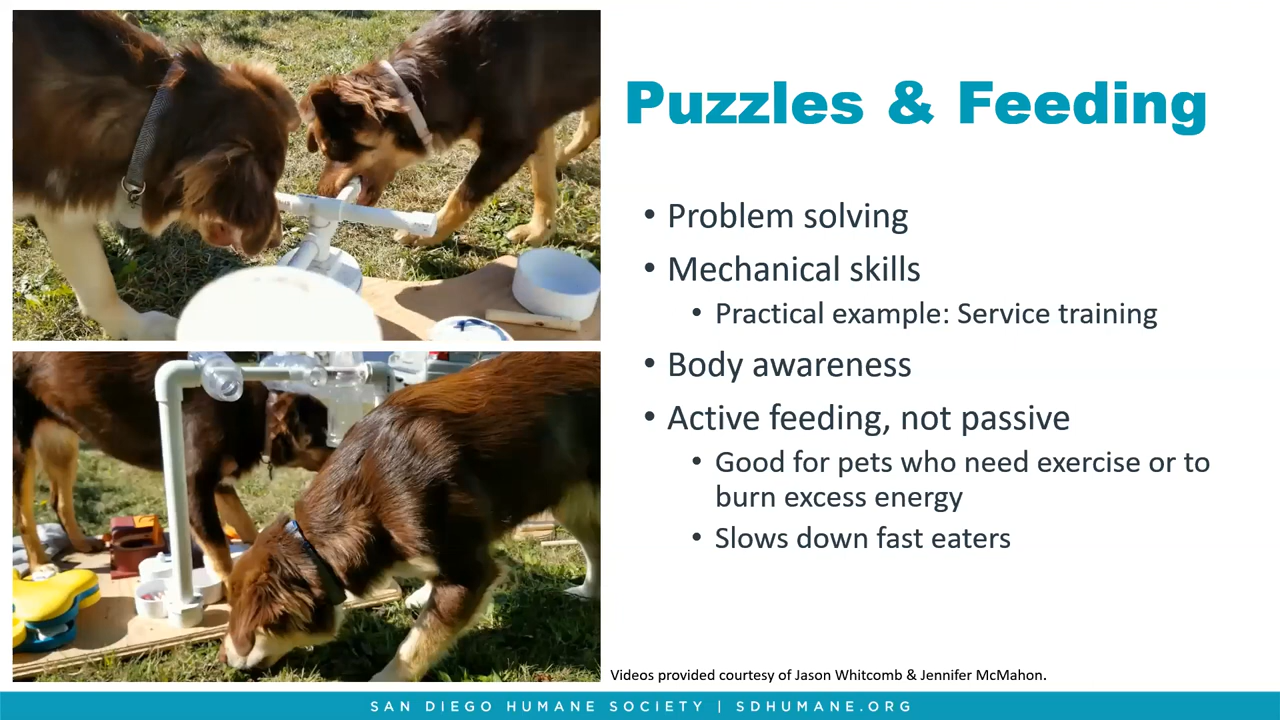 Puzzles & Feeding
• Problem solving
• Mechanical skills
• Practical example: Service training
• Body awareness
• Active feeding, not passive
• Good for pets who need exercise or to
burn excess energy
• Slows down fast eaters
Videos provided courtesy of Jason Whitcomb & Jennifer McMahon.
SAN DIEGO HUMANE SOCIETY | SDHUMANE.ORG